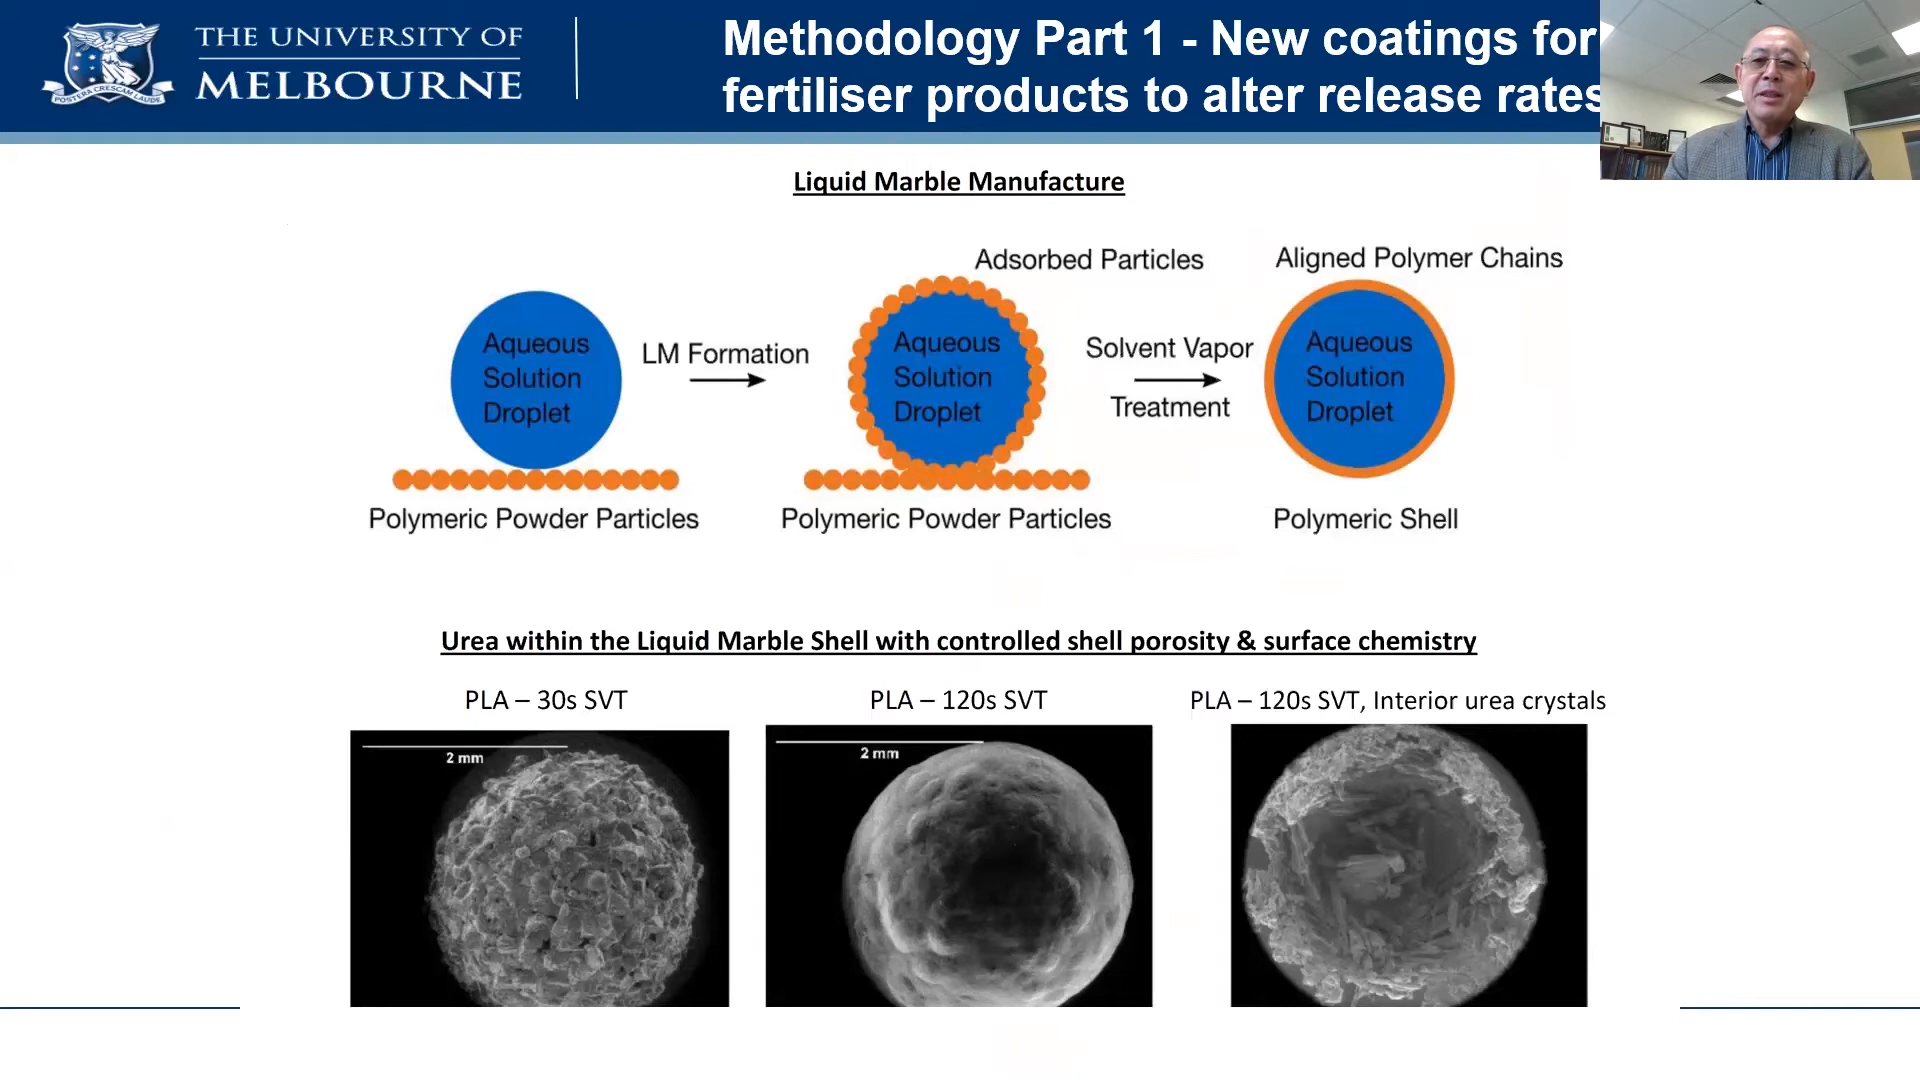 THE UNIVERSITY OF
MELBOURNE
POSTERA CRESCAM LAUDE
Methodology Part 1 - New coatings for
fertiliser products to alter release rates
Liquid Marble Manufacture
Adsorbed Particles
Aligned Polymer Chains
Aqueous
Solution
Droplet
LM Formation
Aqueous
Solution
Droplet
Solvent Vapor
Treatment
Aqueous
Solution
Droplet
Polymeric Powder Particles
Polymeric Powder Particles
Polymeric Shell
Urea within the Liquid Marble Shell with controlled shell porosity & surface chemistry
PLA – 30s SVT
PLA – 120s SVT
PLA – 120s SVT, Interior urea crystals
2 mm
2 mm